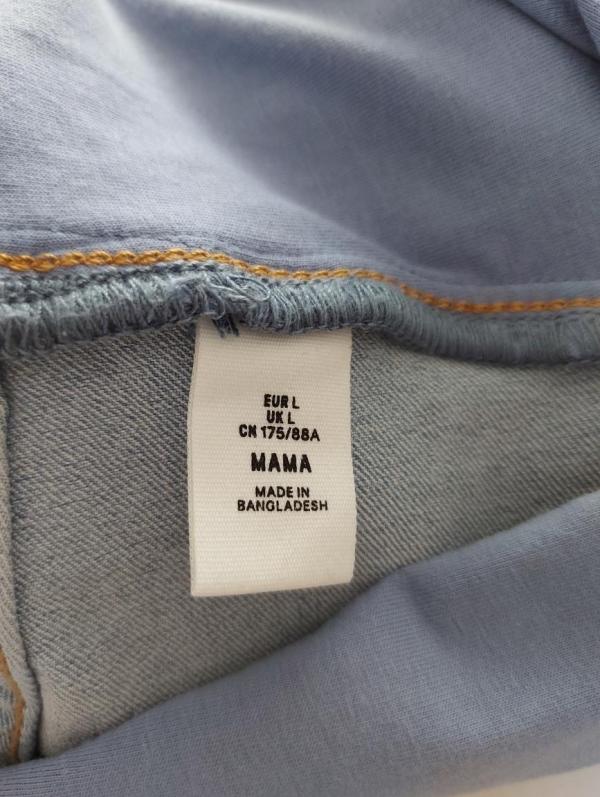 EUR L
UK L
CN 175/88A
MAMA
MADE IN
BANGLADESH